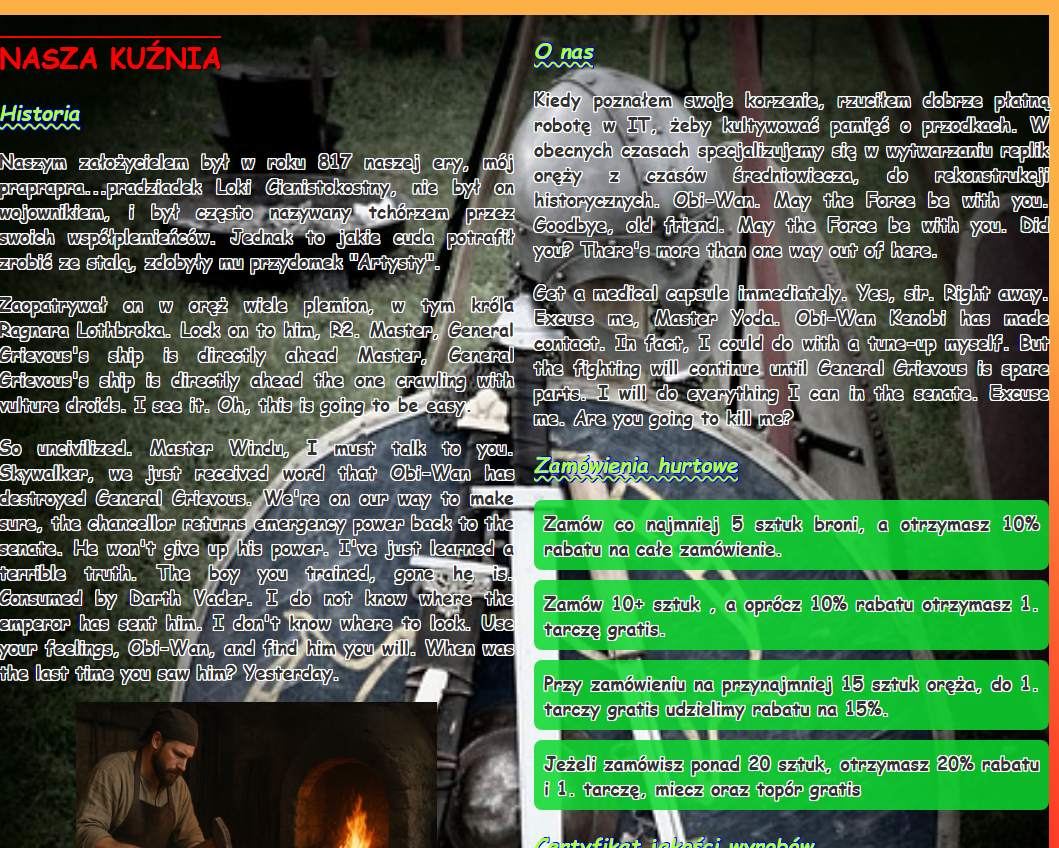 NASZA KUŹNIA
Historia
Naszym założycielem był w roku 817 naszej ery, mój
praprapra...pradziadek Loki Cienistokostny, nie był on
wojownikiem, i był często nazywany tchórzem przez
swoich współplemieńców. Jednak to jakie cuda potrafił
zrobić ze stalą, zdobyły mu przydomek "Artysty".
Zaopatrywał on w oręż wiele plemion, w tym króla
Ragnara Lothbroka. Lock on to him, R2. Master, General
Grievous's ship is directly ahead Master, General
Grievous's ship is directly ahead the one crawling with
vulture droids. I see it. Oh, this is going to be easy.
So uncivilized. Master Windu, I must talk to you.
Skywalker, we just received word that Obi-Wan has
destroyed General Grievous. We're on our way to make
sure, the chancellor returns emergency power back to the
senate. He won't give up his power. I've just learned a
terrible truth. The boy you trained, gone he is.
Consumed by Darth Vader. I do not know where the
emperor has sent him. I don't know where to look. Use
your feelings, Obi-Wan, and find him you will. When was
the last time you saw him? Yesterday.
O nas
Kiedy poznałem swoje korzenie, rzuciłem dobrze płatną
robotę w IT, żeby kultywować pamięć o przodkach. W
obecnych czasach specjalizujemy się w wytwarzaniu replik
oręży z czasów średniowiecza, do rekonstrukcji
historycznych. Obi-Wan. May the Force be with you.
Goodbye, old friend. May the Force be with you. Did
you? There's more than one way out of here.
Get a medical capsule immediately. Yes, sir. Right away.
Excuse me, Master Yoda. Obi-Wan Kenobi has made
contact. In fact, I could do with a tune-up myself. But
the fighting will continue until General Grievous is spare
parts. I will do everything I can in the senate. Excuse
me. Are you going to kill me?
Zamówienia hurtowe
Zamów co najmniej 5 sztuk broni, a otrzymasz 10%
rabatu na całe zamówienie.
Zamów 10+ sztuk , a oprócz 10% rabatu otrzymasz 1.
tarczę gratis.
Przy zamówieniu na przynajmniej 15 sztuk oręża, do 1.
tarczy gratis udzielimy rabatu na 15%.
Jeżeli zamówisz ponad 20 sztuk, otrzymasz 20% rabatu
i 1. tarczę, miecz oraz topór gratis
Certyfikat jakości wyrobów